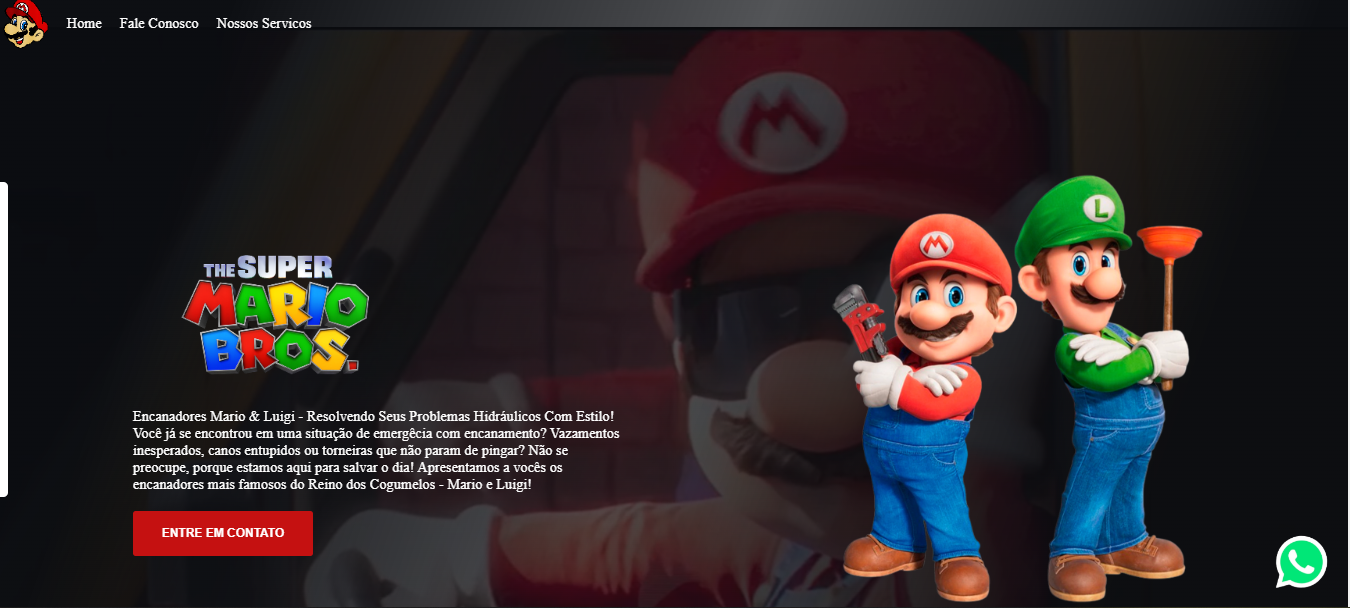 Home Fale Conosco Nossos Servicos
M
M
L
THE SUPER
MARIO
BROS.
Encanadores Mario & Luigi - Resolvendo Seus Problemas Hidráulicos Com Estilo!
Você já se encontrou em uma situação de emergêcia com encanamento? Vazamentos
inesperados, canos entupidos ou torneiras que não param de pingar? Não se
preocupe, porque estamos aqui para salvar o dia! Apresentamos a vocês os
encanadores mais famosos do Reino dos Cogumelos - Mario e Luigi!
ENTRE EM CONTATO